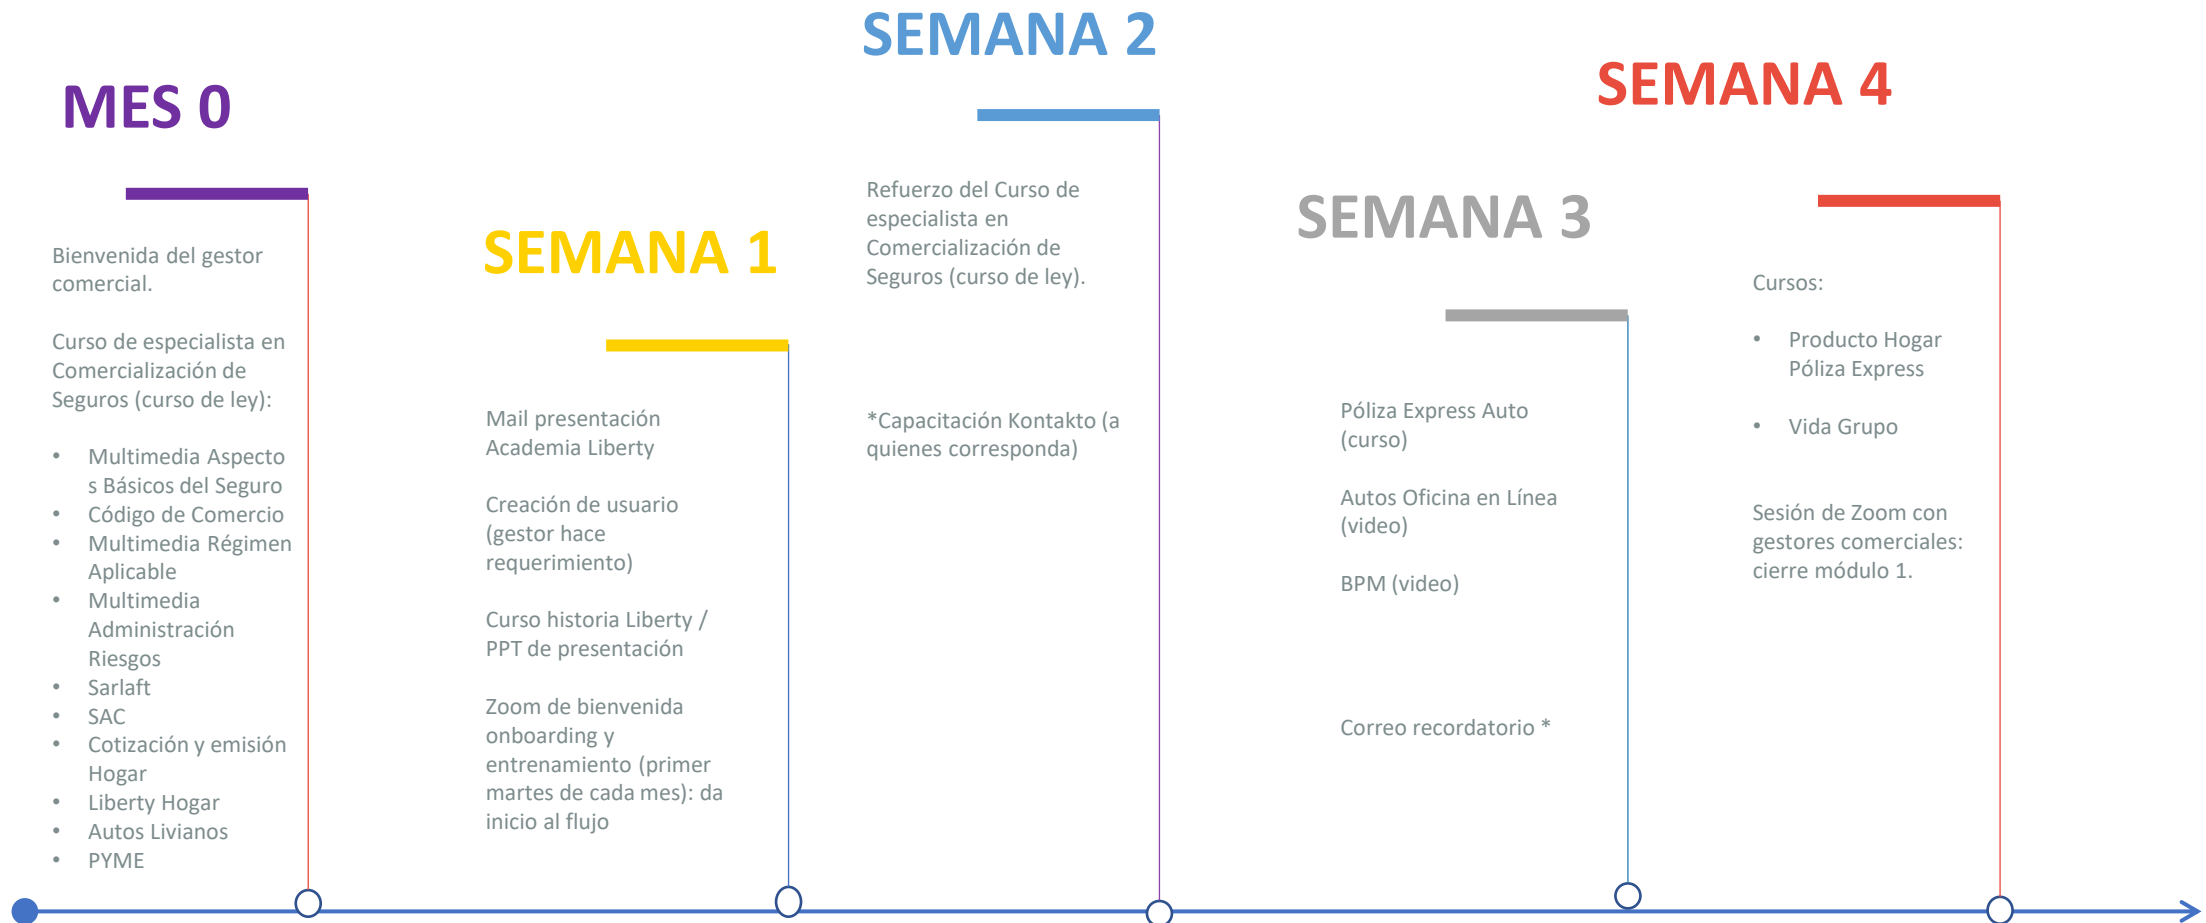 MES 0
Bienvenida del gestor
comercial.
Curso de especialista en
Comercialización de
Seguros (curso de ley):
• Multimedia Aspecto
s Básicos del Seguro
• Código de Comercio
• Multimedia Régimen
Aplicable
• Multimedia
Administración
Riesgos
• Sarlaft
• SAC
• Cotización y emisión
Hogar
• Liberty Hogar
• Autos Livianos
• PYME
SEMANA 1
Mail presentación
Academia Liberty
Creación de usuario
(gestor hace
requerimiento)
Curso historia Liberty /
PPT de presentación
Zoom de bienvenida
onboarding y
entrenamiento (primer
martes de cada mes): da
inicio al flujo
SEMANA 2
Refuerzo del Curso de
especialista en
Comercialización de
Seguros (curso de ley).
*Capacitación Kontakto (a
quienes corresponda)
SEMANA 3
Póliza Express Auto
(curso)
Autos Oficina en Línea
(video)
BPM (video)
Correo recordatorio *
SEMANA 4
Cursos:
• Producto Hogar
Póliza Express
• Vida Grupo
Sesión de Zoom con
gestores comerciales:
cierre módulo 1.